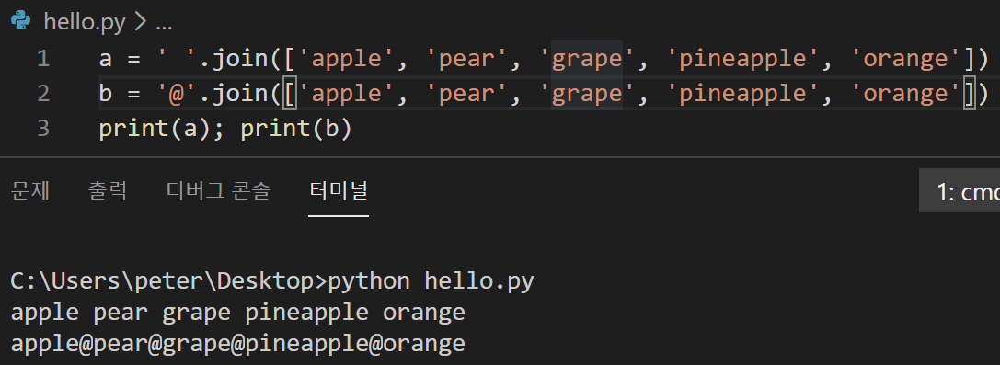 hello.py > ...
1 a = ' '.join(['apple', 'pear', 'grape', 'pineapple', 'orange'])
2 b = '@'.join(['apple', 'pear', 'grape', 'pineapple', 'orange'])
3 print(a); print(b)
문제 출력 디버그 콘솔 터미널 1: cmd
C:\Users\peter\Desktop>python hello.py
apple pear grape pineapple orange
apple@pear@grape@pineapple@orange